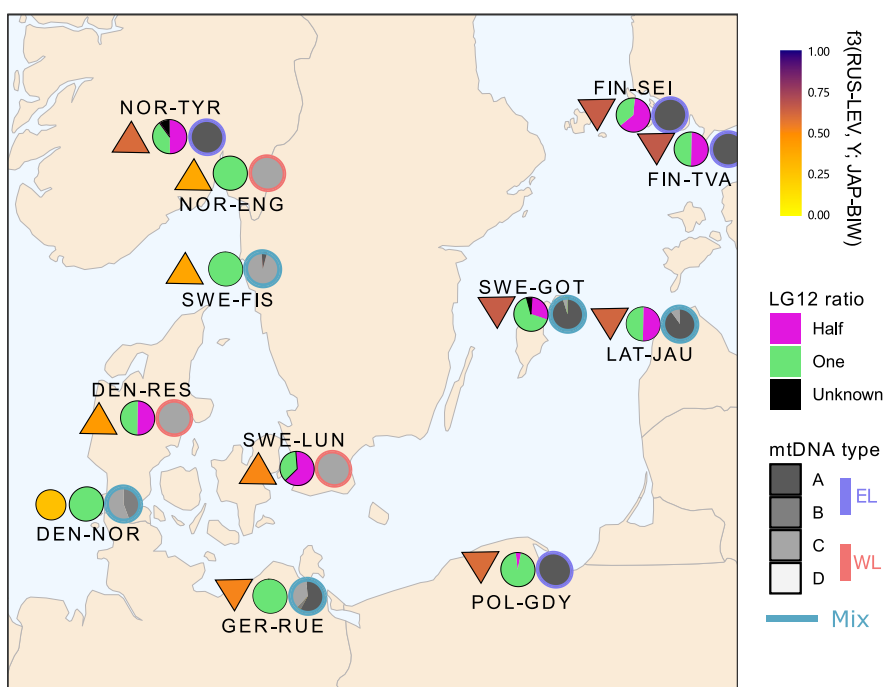 NOR-TYR
NOR-ENG
SWE-FIS
DEN-RES
SWE-LUN
DEN-NOR
GER-RUE
FIN-SEI
FIN-TVA
SWE-GOT
LAT-JAU
POL-GDY
1.00
0.75
0.50
0.25
0.00
f3(RUS-LEV, Y; JAP-BIW)
LG12 ratio
Half
One
Unknown
mtDNA type
A
B
C
D
EL
WL
Mix